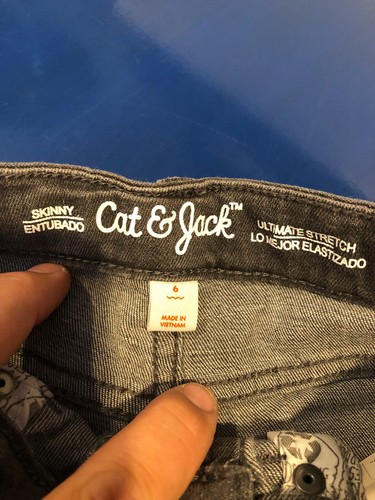 SKINNY
ENTUBADO
Cat & Jack™
ULTIMATE STRETCH
LO MEJOR ELASTIZADO
6
MADE IN
VIETNAM